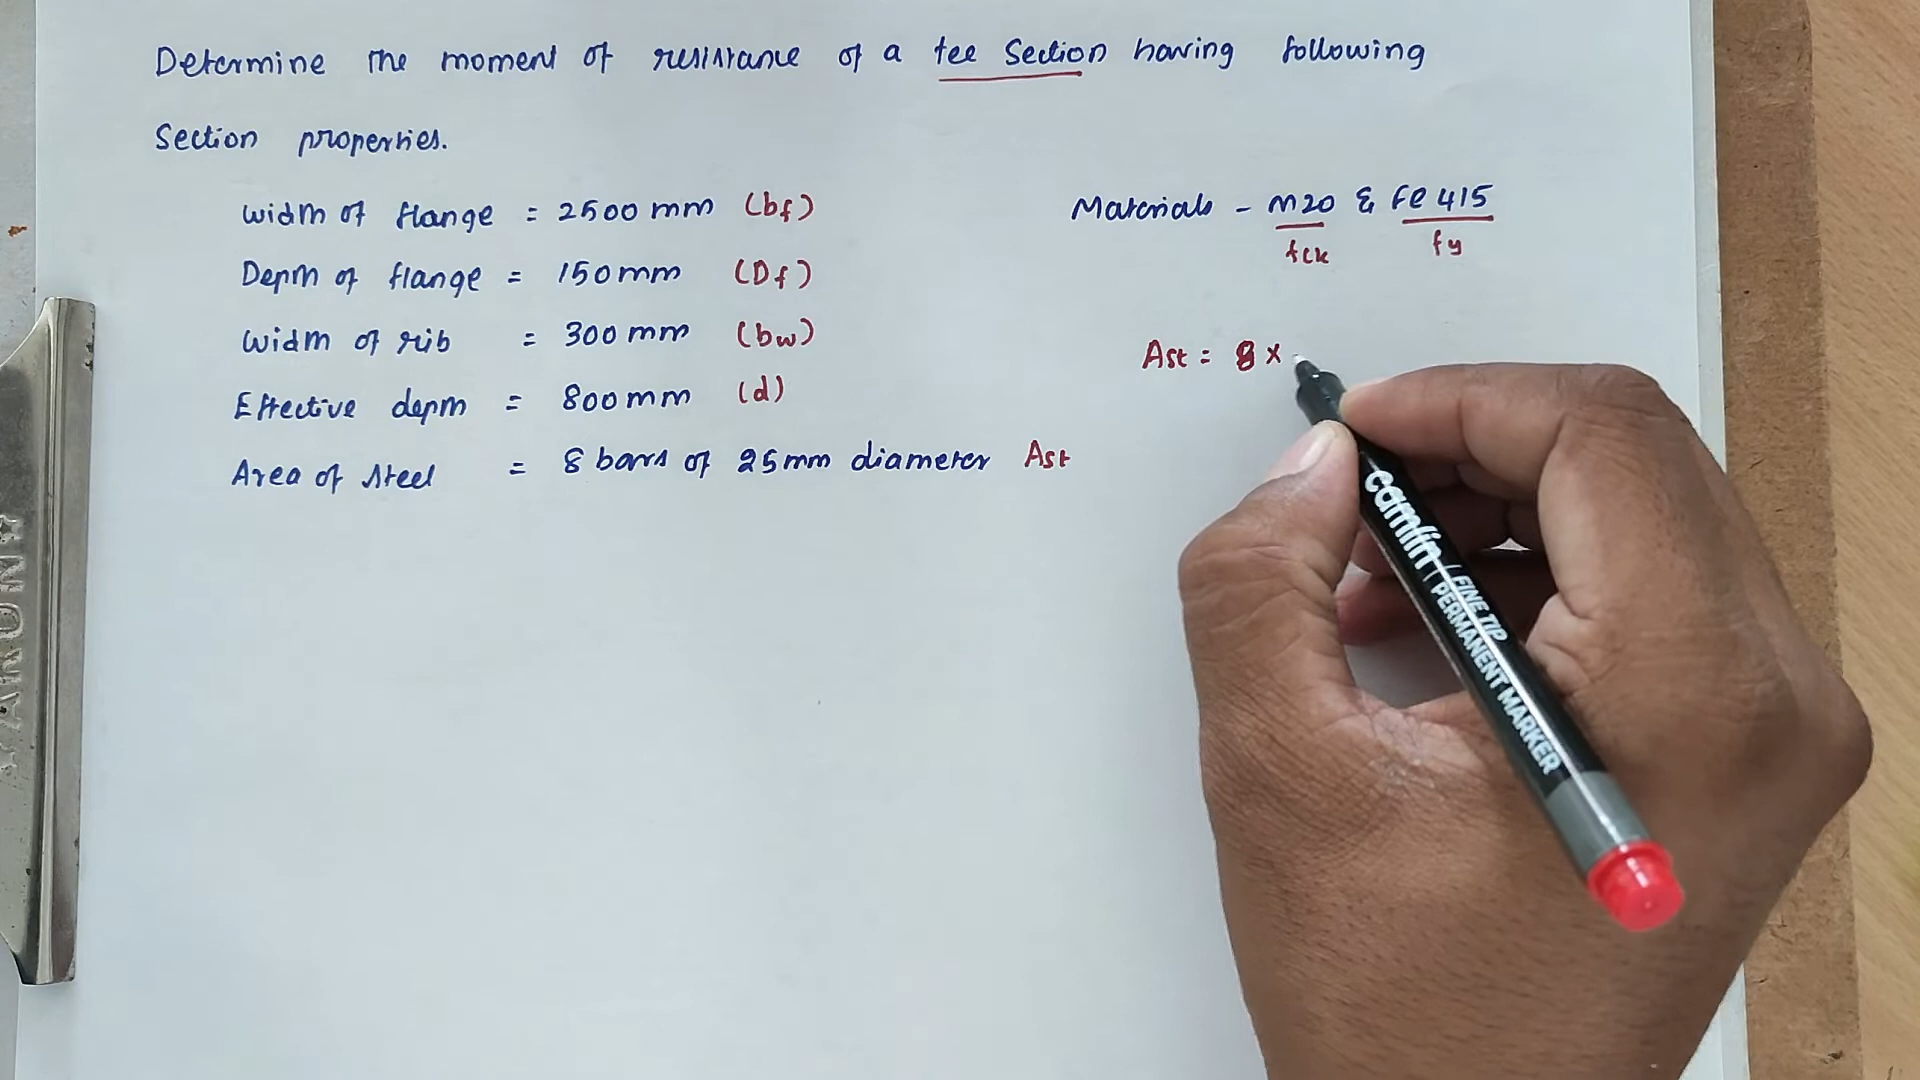 Determine the moment of resistance of a tee Section having following
Section properties.
Width of flange = 2500 mm (bf)
Depth of flange = 150 mm (Df)
Width of rib = 300 mm (bw)
Effective depth = 800 mm (d)
Area of steel = 8 bars of 25 mm diameter Ast
Materials - M20 & Fe 415
fck fy
Ast = 8 x
camlin FINE TIP PERMANENT MARKER